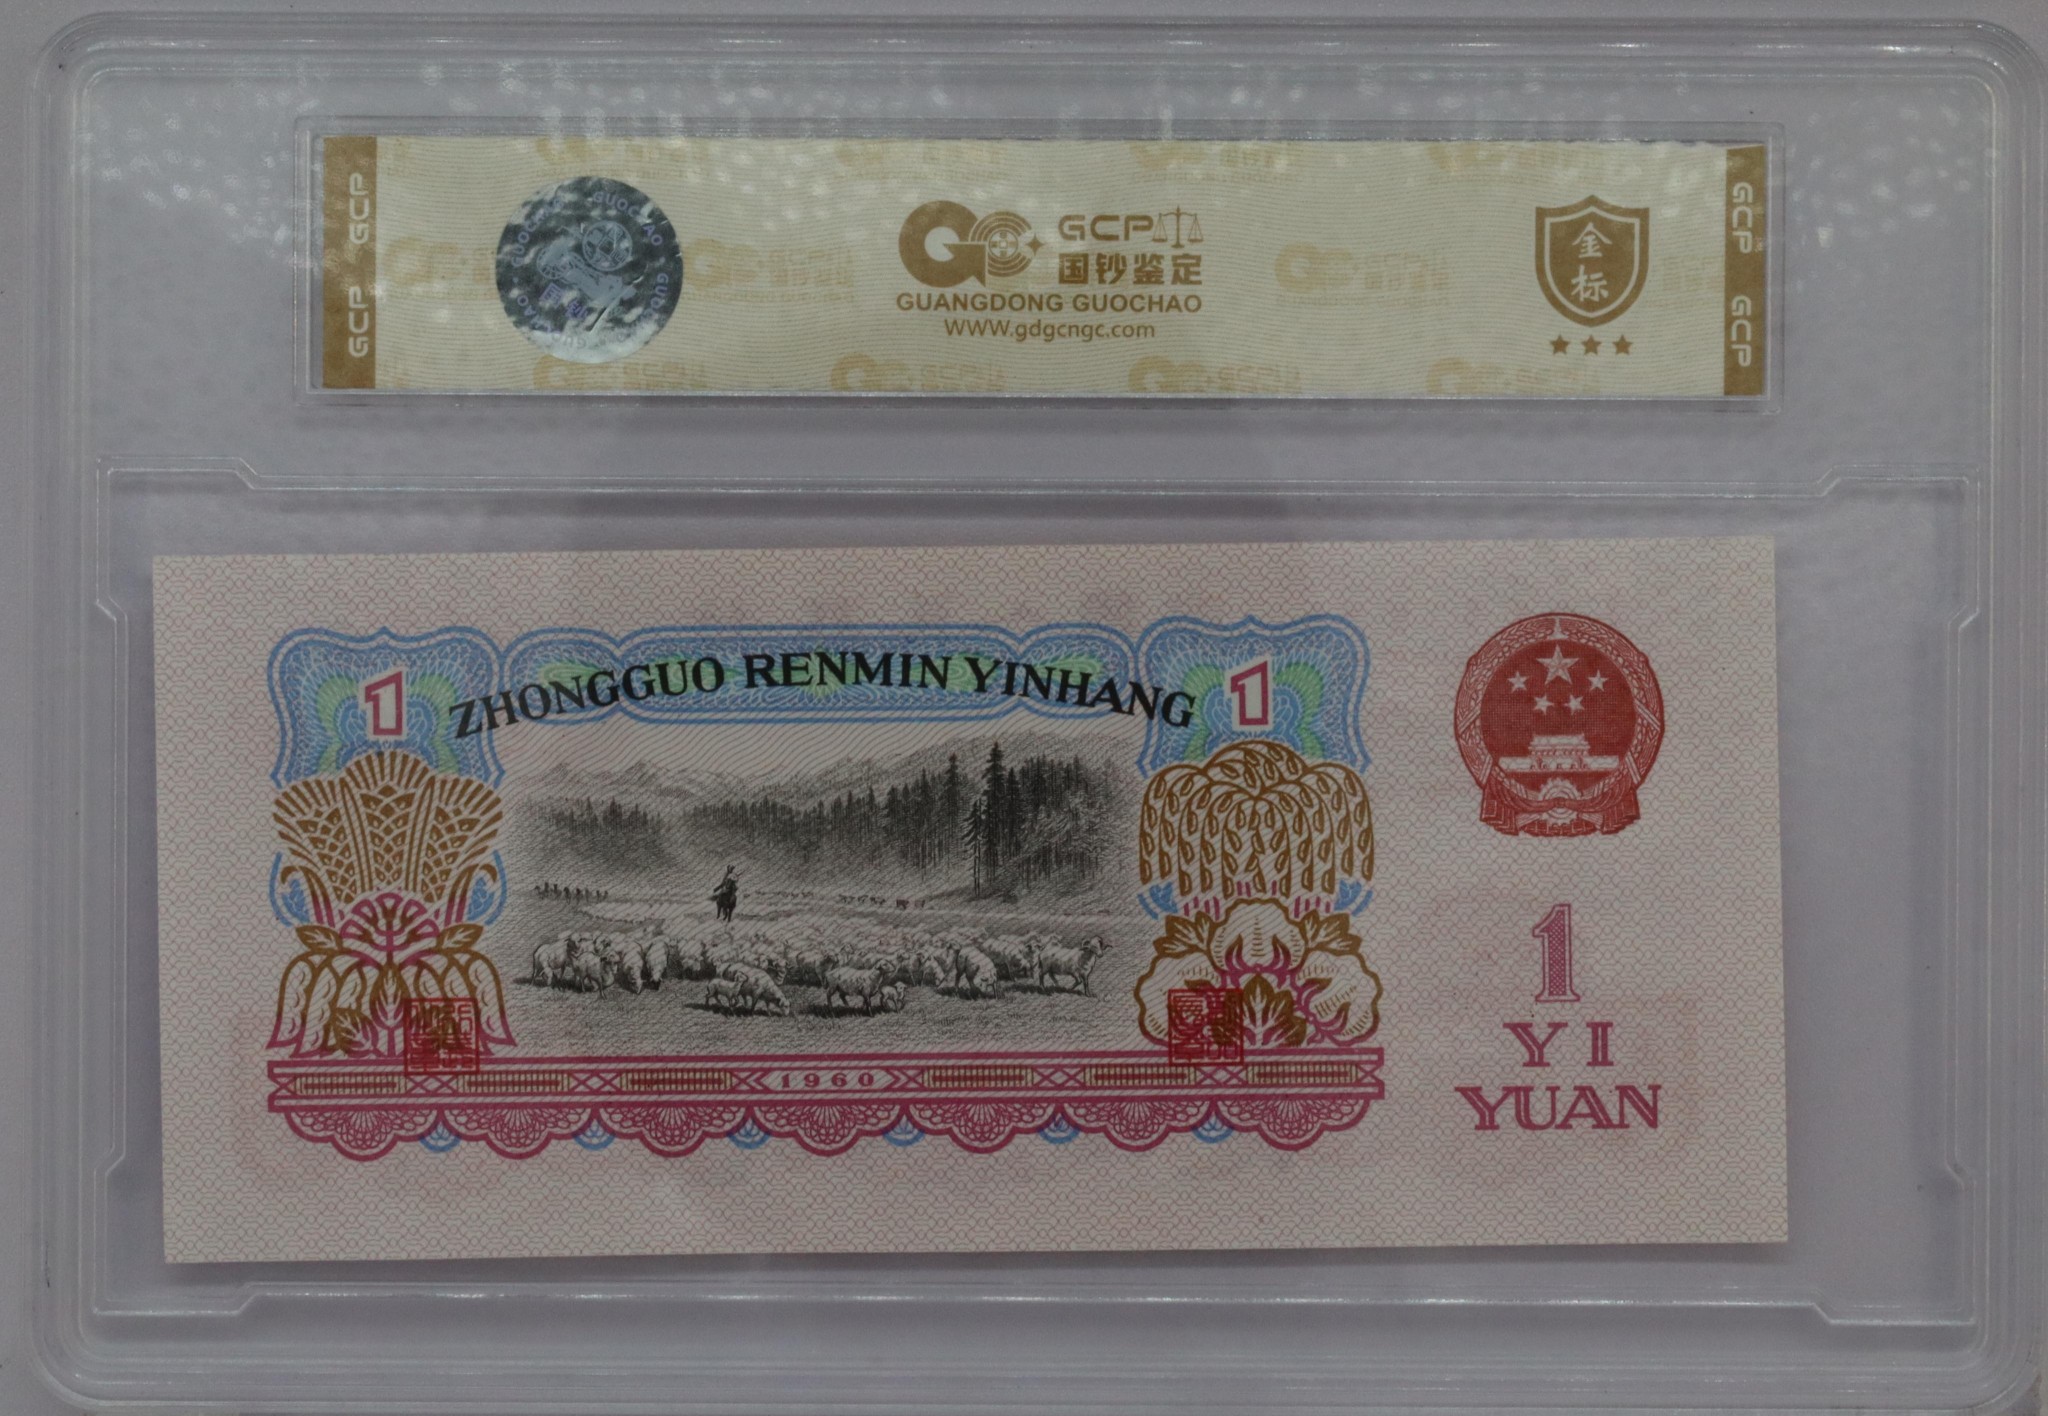 GCP GCP
GUOCHAO
GCP
国钞鉴定
GUANGDONG GUOCHAO
WWW.gdgcngc.com
金标
GCP GCP
1
ZHONGGUO RENMIN YINHANG
1
1960
1
YI
YUAN